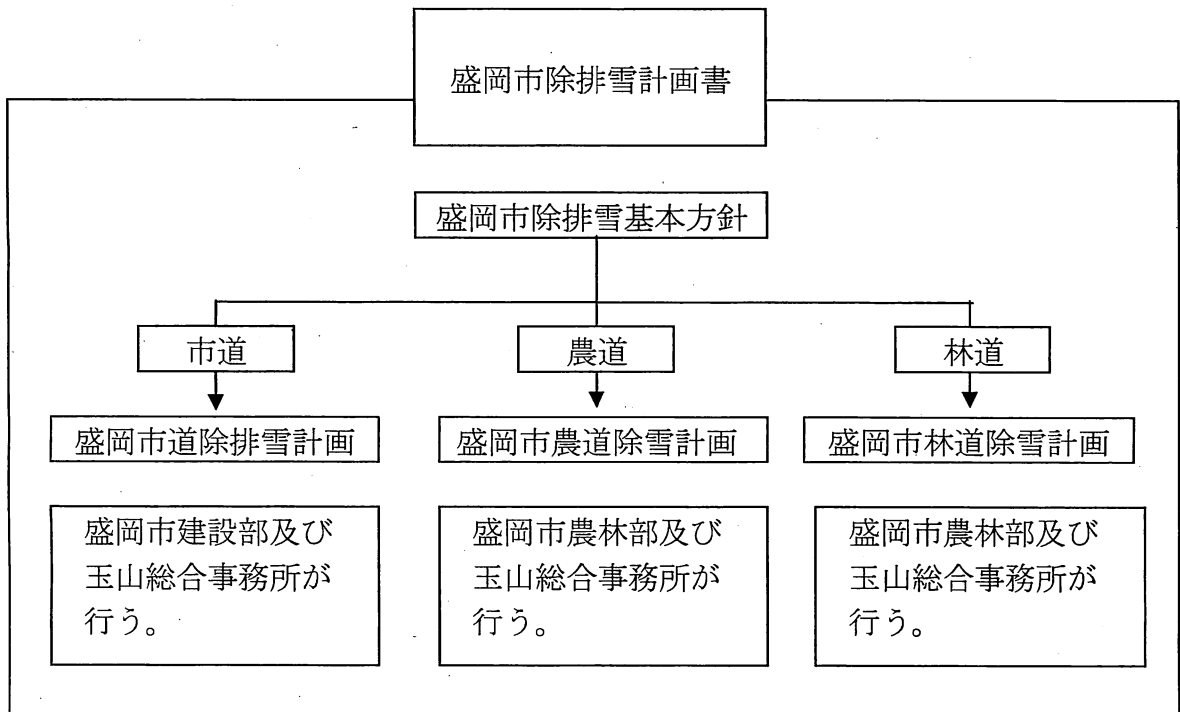 盛岡市除排雪計画書
盛岡市除排雪基本方針
市道
農道
林道
盛岡市道除排雪計画
盛岡市農道除雪計画
盛岡市林道除雪計画
盛岡市建設部及び
玉山総合事務所が
行う。
盛岡市農林部及び
玉山総合事務所が
行う。
盛岡市農林部及び
玉山総合事務所が
行う。